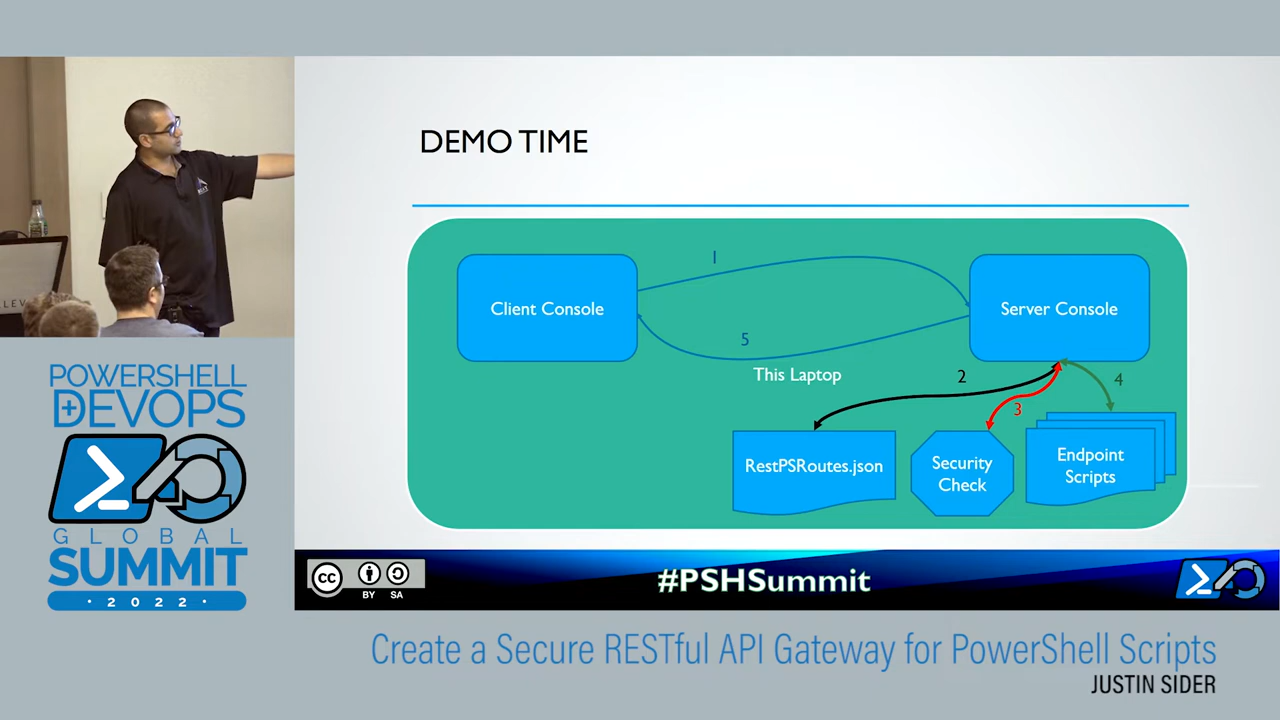 DEMO TIME
Client Console
1
Server Console
5
This Laptop
2
3
4
RestPSRoutes.json
Security
Check
Endpoint
Scripts
POWERSHELL
DEVOPS
GLOBAL
SUMMIT
· 2022 ·
cc
BY SA
#PSHSummit
Create a Secure RESTful API Gateway for PowerShell Scripts
JUSTIN SIDER